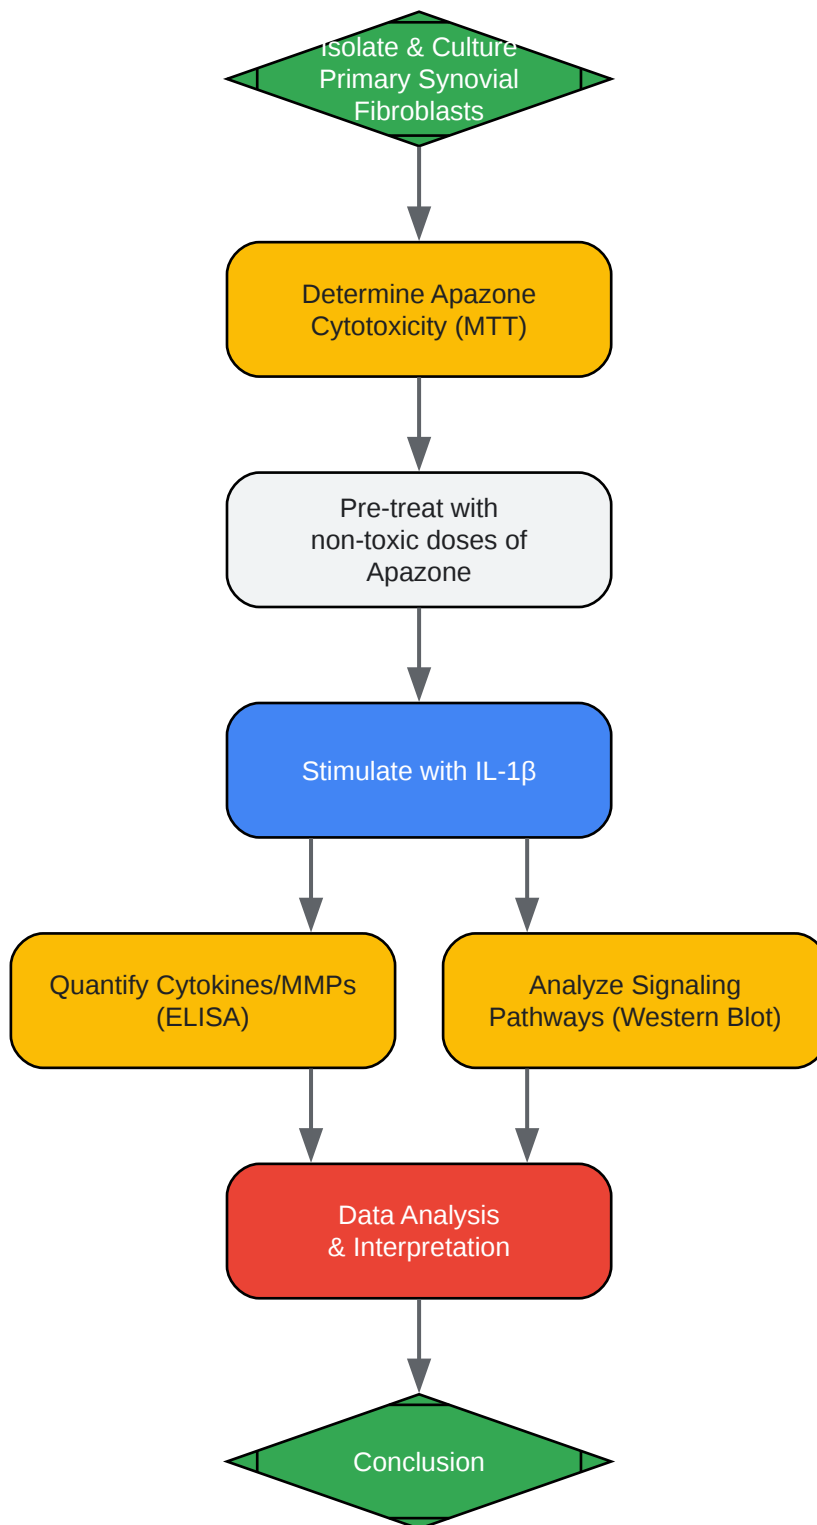 Isolate & Culture
Primary Synovial
Fibroblasts
Determine Apazone
Cytotoxicity (MTT)
Pre-treat with
non-toxic doses of
Apazone
Stimulate with IL-1β
Quantify Cytokines/MMPs
(ELISA)
Analyze Signaling
Pathways (Western Blot)
Data Analysis
& Interpretation
Conclusion